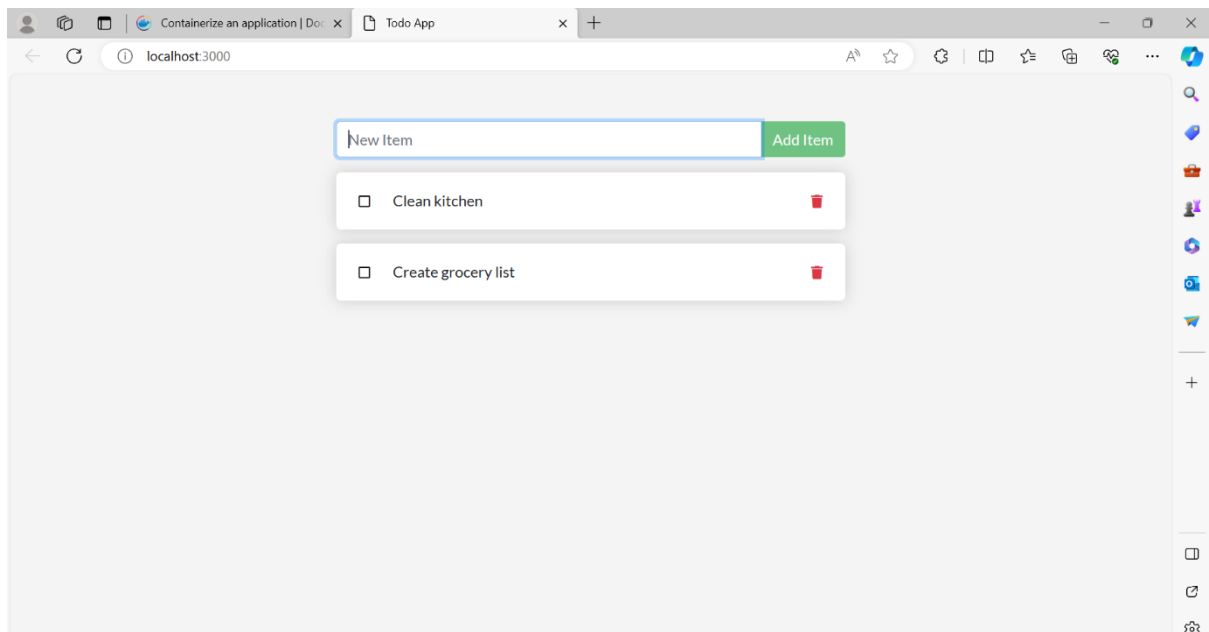 Containerize an application | Doc
Todo App
localhost:3000
New Item
Add Item
Clean kitchen
Create grocery list